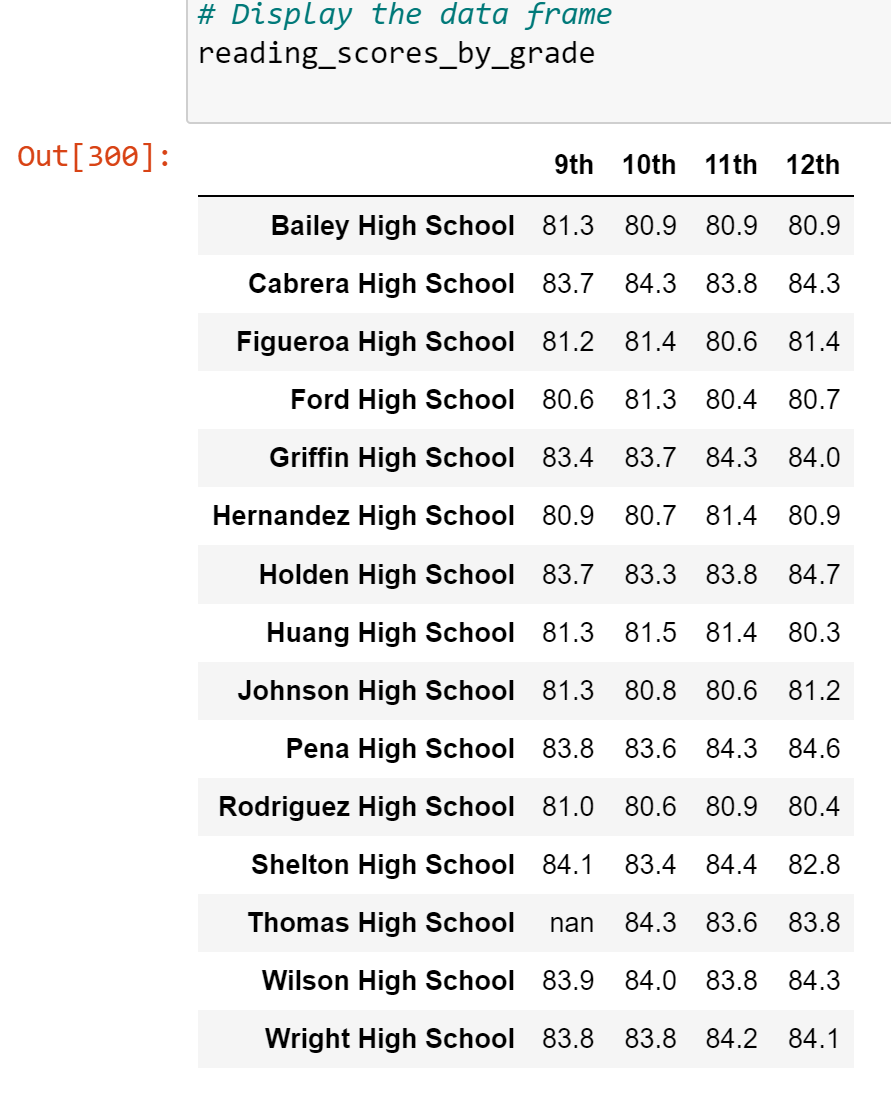 # Display the data frame
reading_scores_by_grade
Out[300]:
9th 10th 11th 12th
Bailey High School 81.3 80.9 80.9 80.9
Cabrera High School 83.7 84.3 83.8 84.3
Figueroa High School 81.2 81.4 80.6 81.4
Ford High School 80.6 81.3 80.4 80.7
Griffin High School 83.4 83.7 84.3 84.0
Hernandez High School 80.9 80.7 81.4 80.9
Holden High School 83.7 83.3 83.8 84.7
Huang High School 81.3 81.5 81.4 80.3
Johnson High School 81.3 80.8 80.6 81.2
Pena High School 83.8 83.6 84.3 84.6
Rodriguez High School 81.0 80.6 80.9 80.4
Shelton High School 84.1 83.4 84.4 82.8
Thomas High School nan 84.3 83.6 83.8
Wilson High School 83.9 84.0 83.8 84.3
Wright High School 83.8 83.8 84.2 84.1